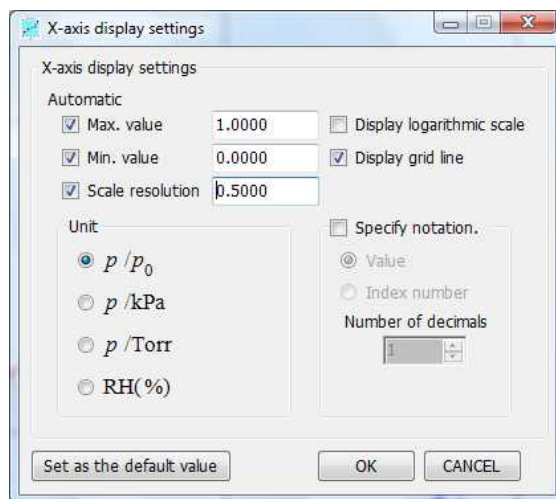 X-axis display settings
X-axis display settings
Automatic
Max. value 1.0000 Display logarithmic scale
Min. value 0.0000 Display grid line
Scale resolution 0.5000
Unit Specify notation.
p /p0 Value
p /kPa Index number
p /Torr Number of decimals
1
RH(%)
Set as the default value OK CANCEL